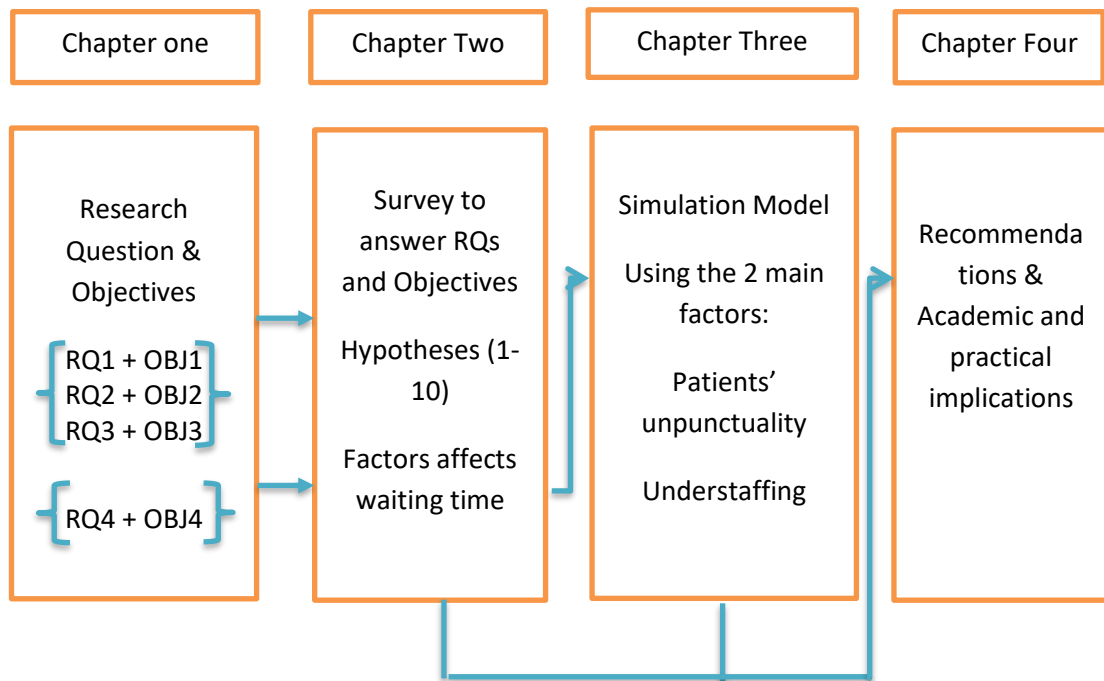 Chapter one
Chapter Two
Chapter Three
Chapter Four
Research
Question &
Objectives
RQ1 + OBJ1
RQ2 + OBJ2
RQ3 + OBJ3
RQ4 + OBJ4
Survey to
answer RQs
and Objectives
Hypotheses (1-
10)
Factors affects
waiting time
Simulation Model
Using the 2 main
factors:
Patients’
unpunctuality
Understaffing
Recommenda
tions &
Academic and
practical
implications